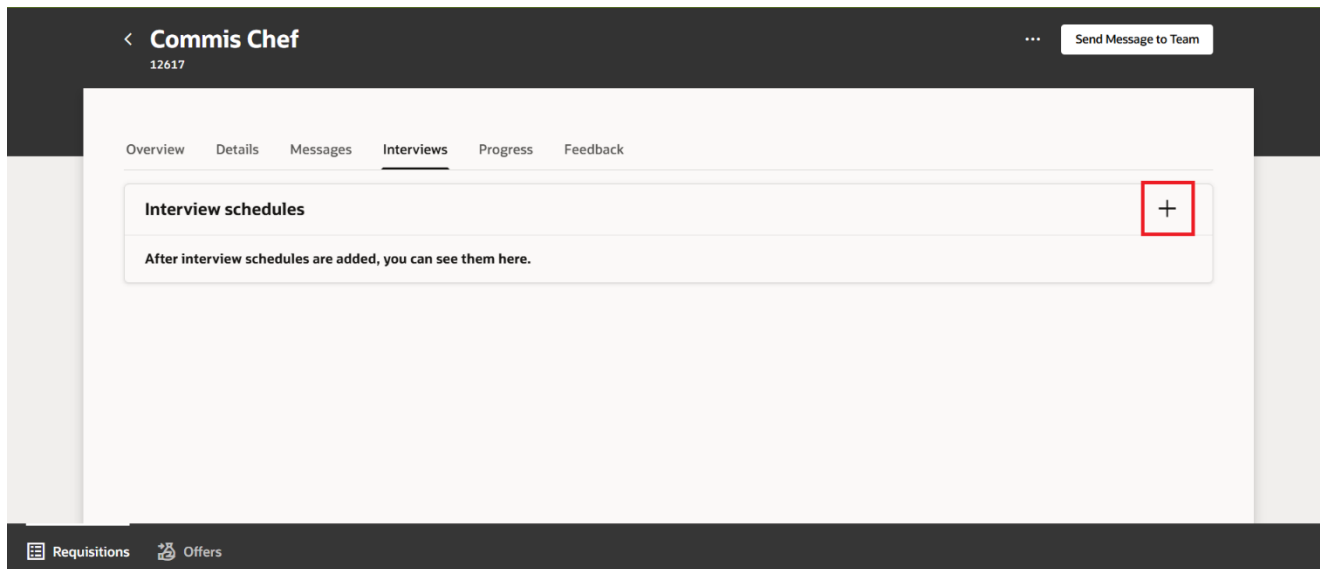 Commis Chef
12617
... Send Message to Team
Overview Details Messages Interviews Progress Feedback
Interview schedules
After interview schedules are added, you can see them here.
Requisitions Offers